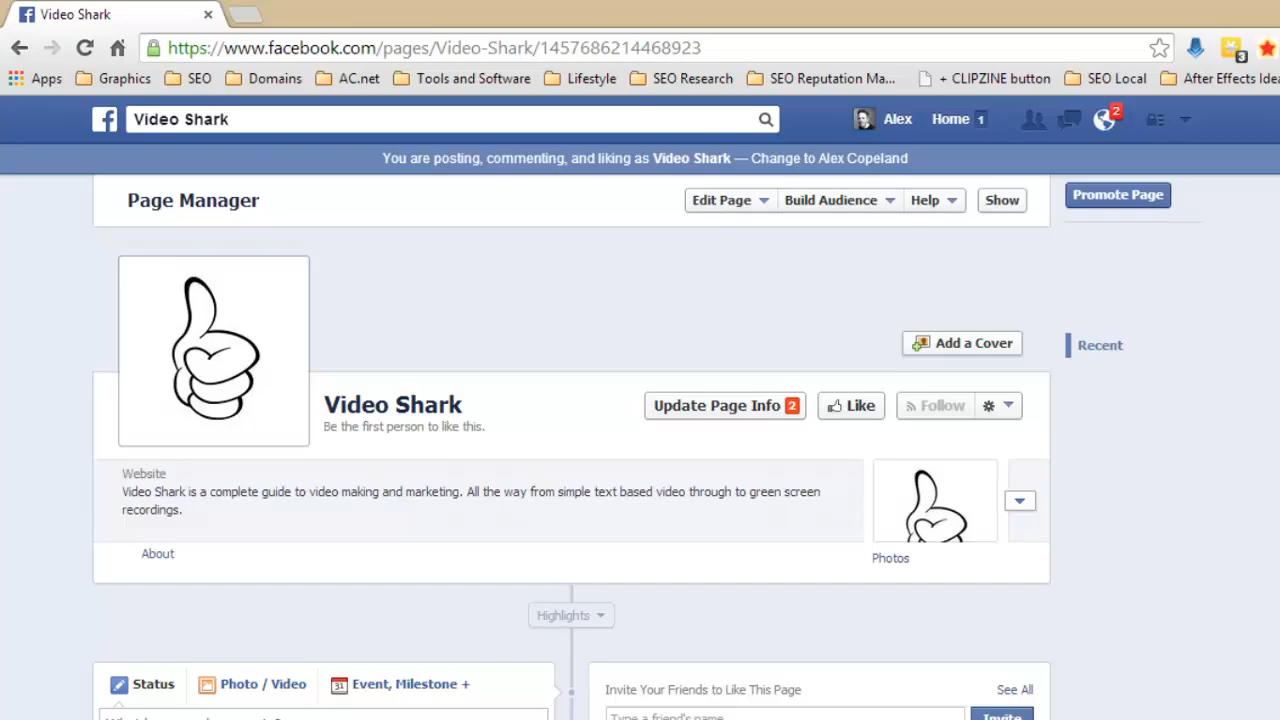 Video Shark
https://www.facebook.com/pages/Video-Shark/1457686214468923
3
Apps Graphics SEO Domains AC.net Tools and Software Lifestyle SEO Research SEO Reputation Ma... + CLIPZINE button SEO Local After Effects Idea
Video Shark Alex Home 1 2
You are posting, commenting, and liking as Video Shark — Change to Alex Copeland
Page Manager Edit Page Build Audience Help Show Promote Page
Add a Cover
Recent
Video Shark Update Page Info 2 Like Follow
Be the first person to like this.
Website
Video Shark is a complete guide to video making and marketing. All the way from simple text based video through to green screen
recordings.
About
Photos
Highlights
Status 31 Photo / Video Event, Milestone +
Invite Your Friends to Like This Page See All
Type a friend's name Invite